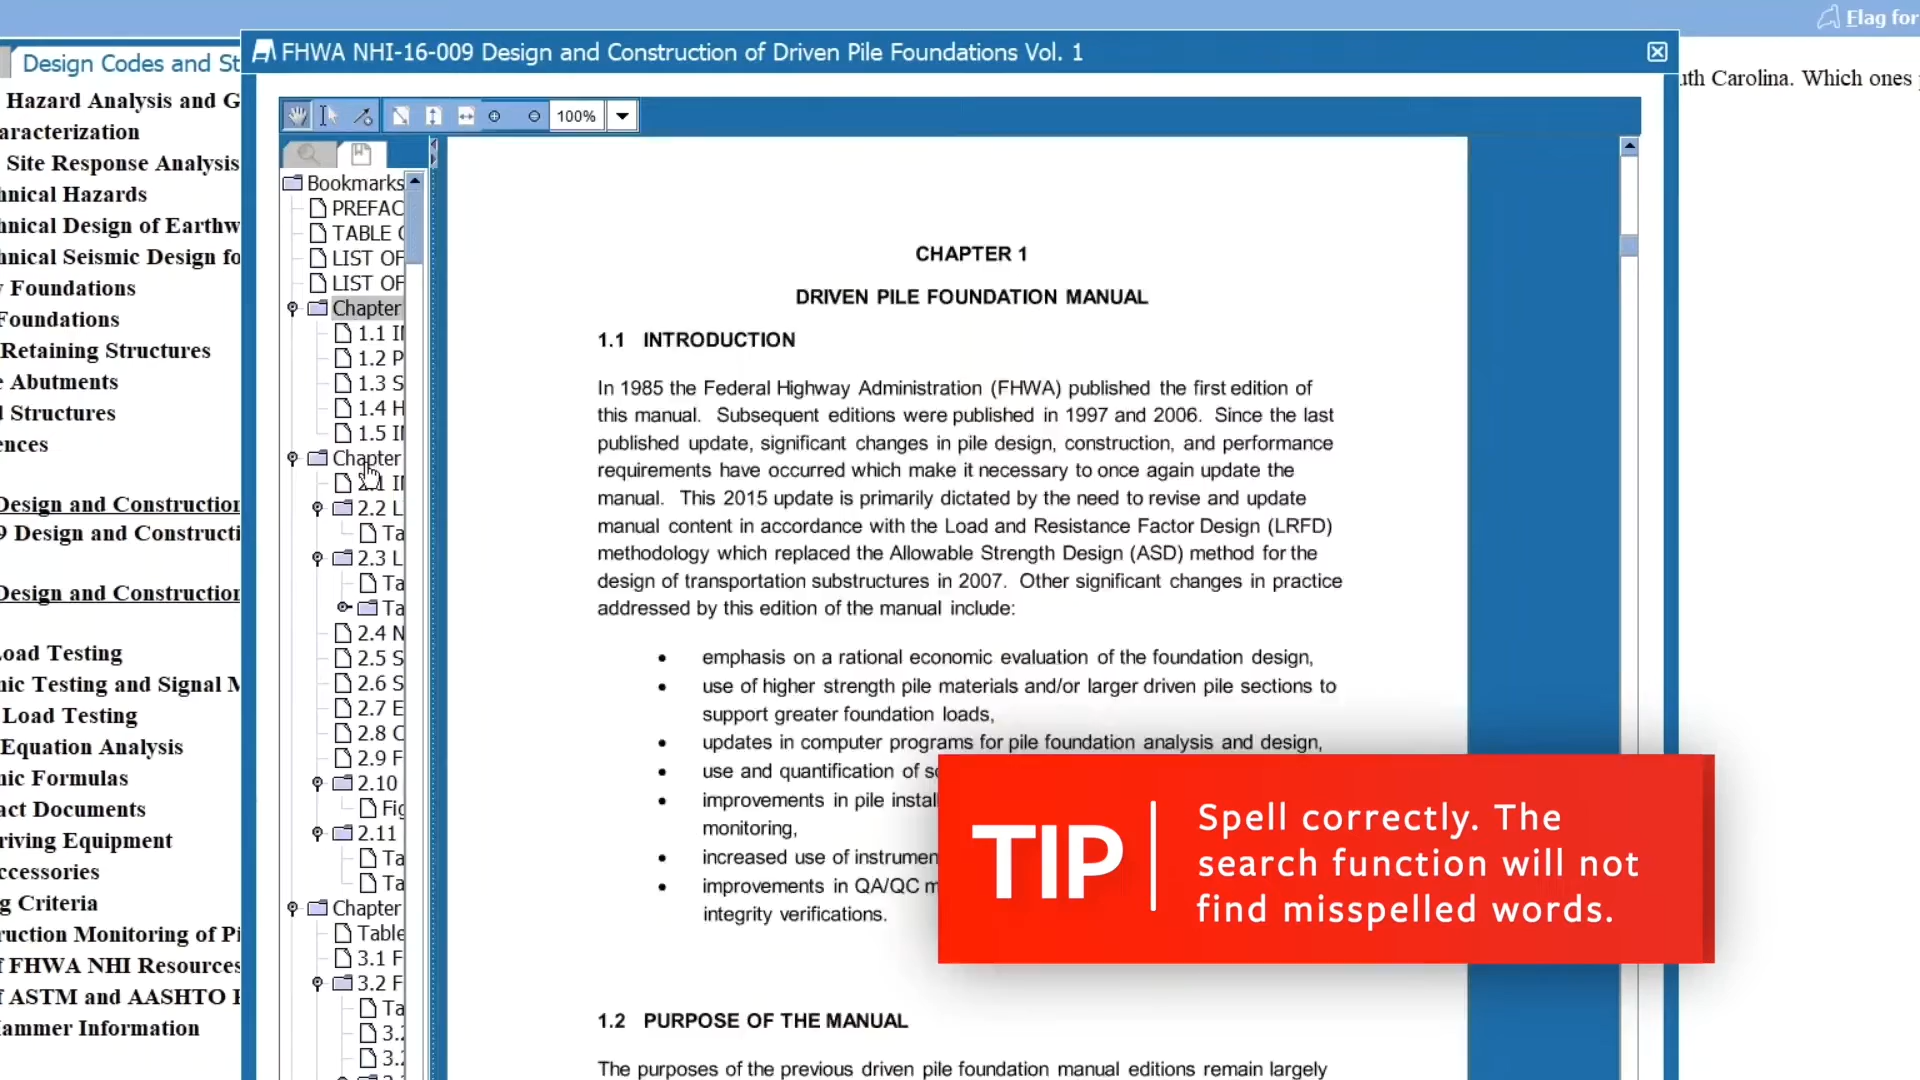 Flag for
Design Codes and St
Hazard Analysis and G
aracterization
Site Response Analysis
hnical Hazards
hnical Design of Earthw
hnical Seismic Design fo
Foundations
Foundations
Retaining Structures
e Abutments
d Structures
ences
Design and Construction
9 Design and Constructi
Design and Construction
Load Testing
mic Testing and Signal M
Load Testing
Equation Analysis
mic Formulas
act Documents
riving Equipment
ccessories
g Criteria
ruction Monitoring of Pi
f FHWA NHI Resources
f ASTM and AASHTO
Hammer Information
FHWA NHI-16-009 Design and Construction of Driven Pile Foundations Vol. 1
uth Carolina. Which ones
100%
Bookmarks
PREFAC
TABLE
LIST OF
LIST OF
Chapter
1.1 I
1.2 P
1.3 S
1.4 H
1.5 I
Chapter
2.1 I
2.2 L
Ta
2.3 L
Ta
Ta
2.4 N
2.5 S
2.6 S
2.7 E
2.8 C
2.9 F
2.10
Fig
2.11
Ta
Ta
Chapter
Table
3.1 F
3.2 F
Ta
3.2
3.2
CHAPTER 1
DRIVEN PILE FOUNDATION MANUAL
1.1 INTRODUCTION
In 1985 the Federal Highway Administration (FHWA) published the first edition of
this manual. Subsequent editions were published in 1997 and 2006. Since the last
published update, significant changes in pile design, construction, and performance
requirements have occurred which make it necessary to once again update the
manual. This 2015 update is primarily dictated by the need to revise and update
manual content in accordance with the Load and Resistance Factor Design (LRFD)
methodology which replaced the Allowable Strength Design (ASD) method for the
design of transportation substructures in 2007. Other significant changes in practice
addressed by this edition of the manual include:
• emphasis on a rational economic evaluation of the foundation design,
• use of higher strength pile materials and/or larger driven pile sections to
support greater foundation loads,
• updates in computer programs for pile foundation analysis and design,
• use and quantification of so
• improvements in pile instal
monitoring,
• increased use of instrumen
• improvements in QA/QC m
integrity verifications.
1.2 PURPOSE OF THE MANUAL
The purposes of the previous driven pile foundation manual editions remain largely
TIP
Spell correctly. The
search function will not
find misspelled words.